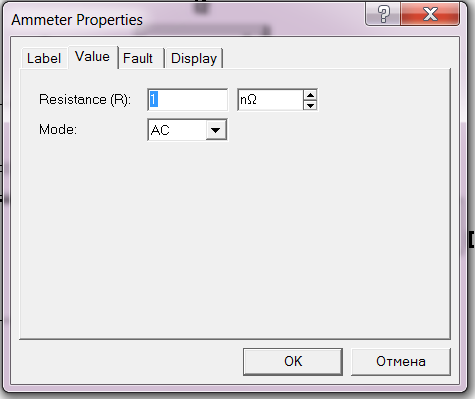 Ammeter Properties
Label Value Fault Display
Resistance (R): 1 nΩ
Mode: AC
OK Отмена